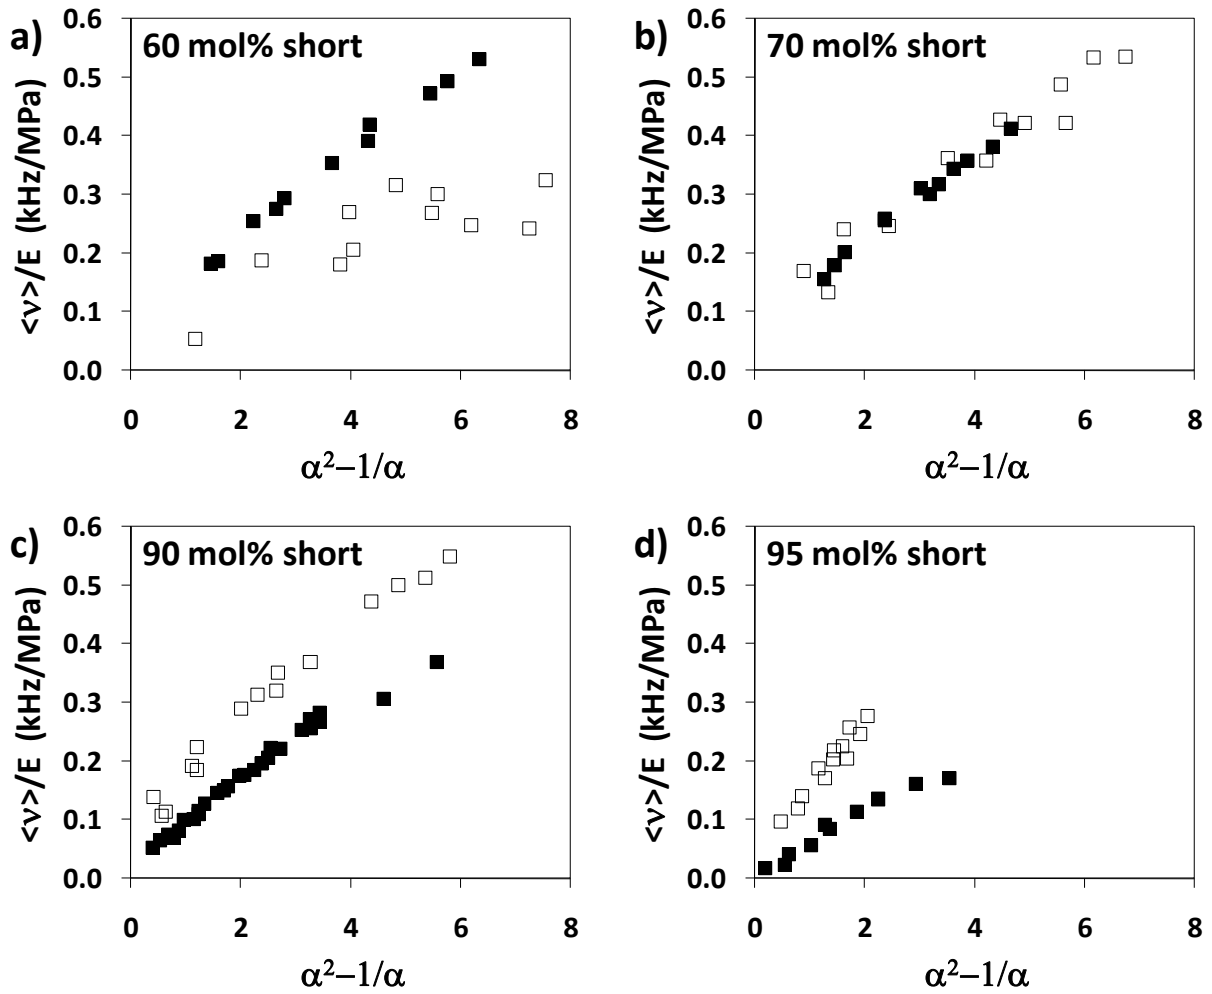 a)
60 mol% short
<ν>/E (kHz/MPa)
0.6
0.5
0.4
0.3
0.2
0.1
0.0
0 2 4 6 8
α²−1/α
b)
70 mol% short
<ν>/E (kHz/MPa)
0.6
0.5
0.4
0.3
0.2
0.1
0.0
0 2 4 6 8
α²−1/α
c)
90 mol% short
<ν>/E (kHz/MPa)
0.6
0.5
0.4
0.3
0.2
0.1
0.0
0 2 4 6 8
α²−1/α
d)
95 mol% short
<ν>/E (kHz/MPa)
0.6
0.5
0.4
0.3
0.2
0.1
0.0
0 2 4 6 8
α²−1/α